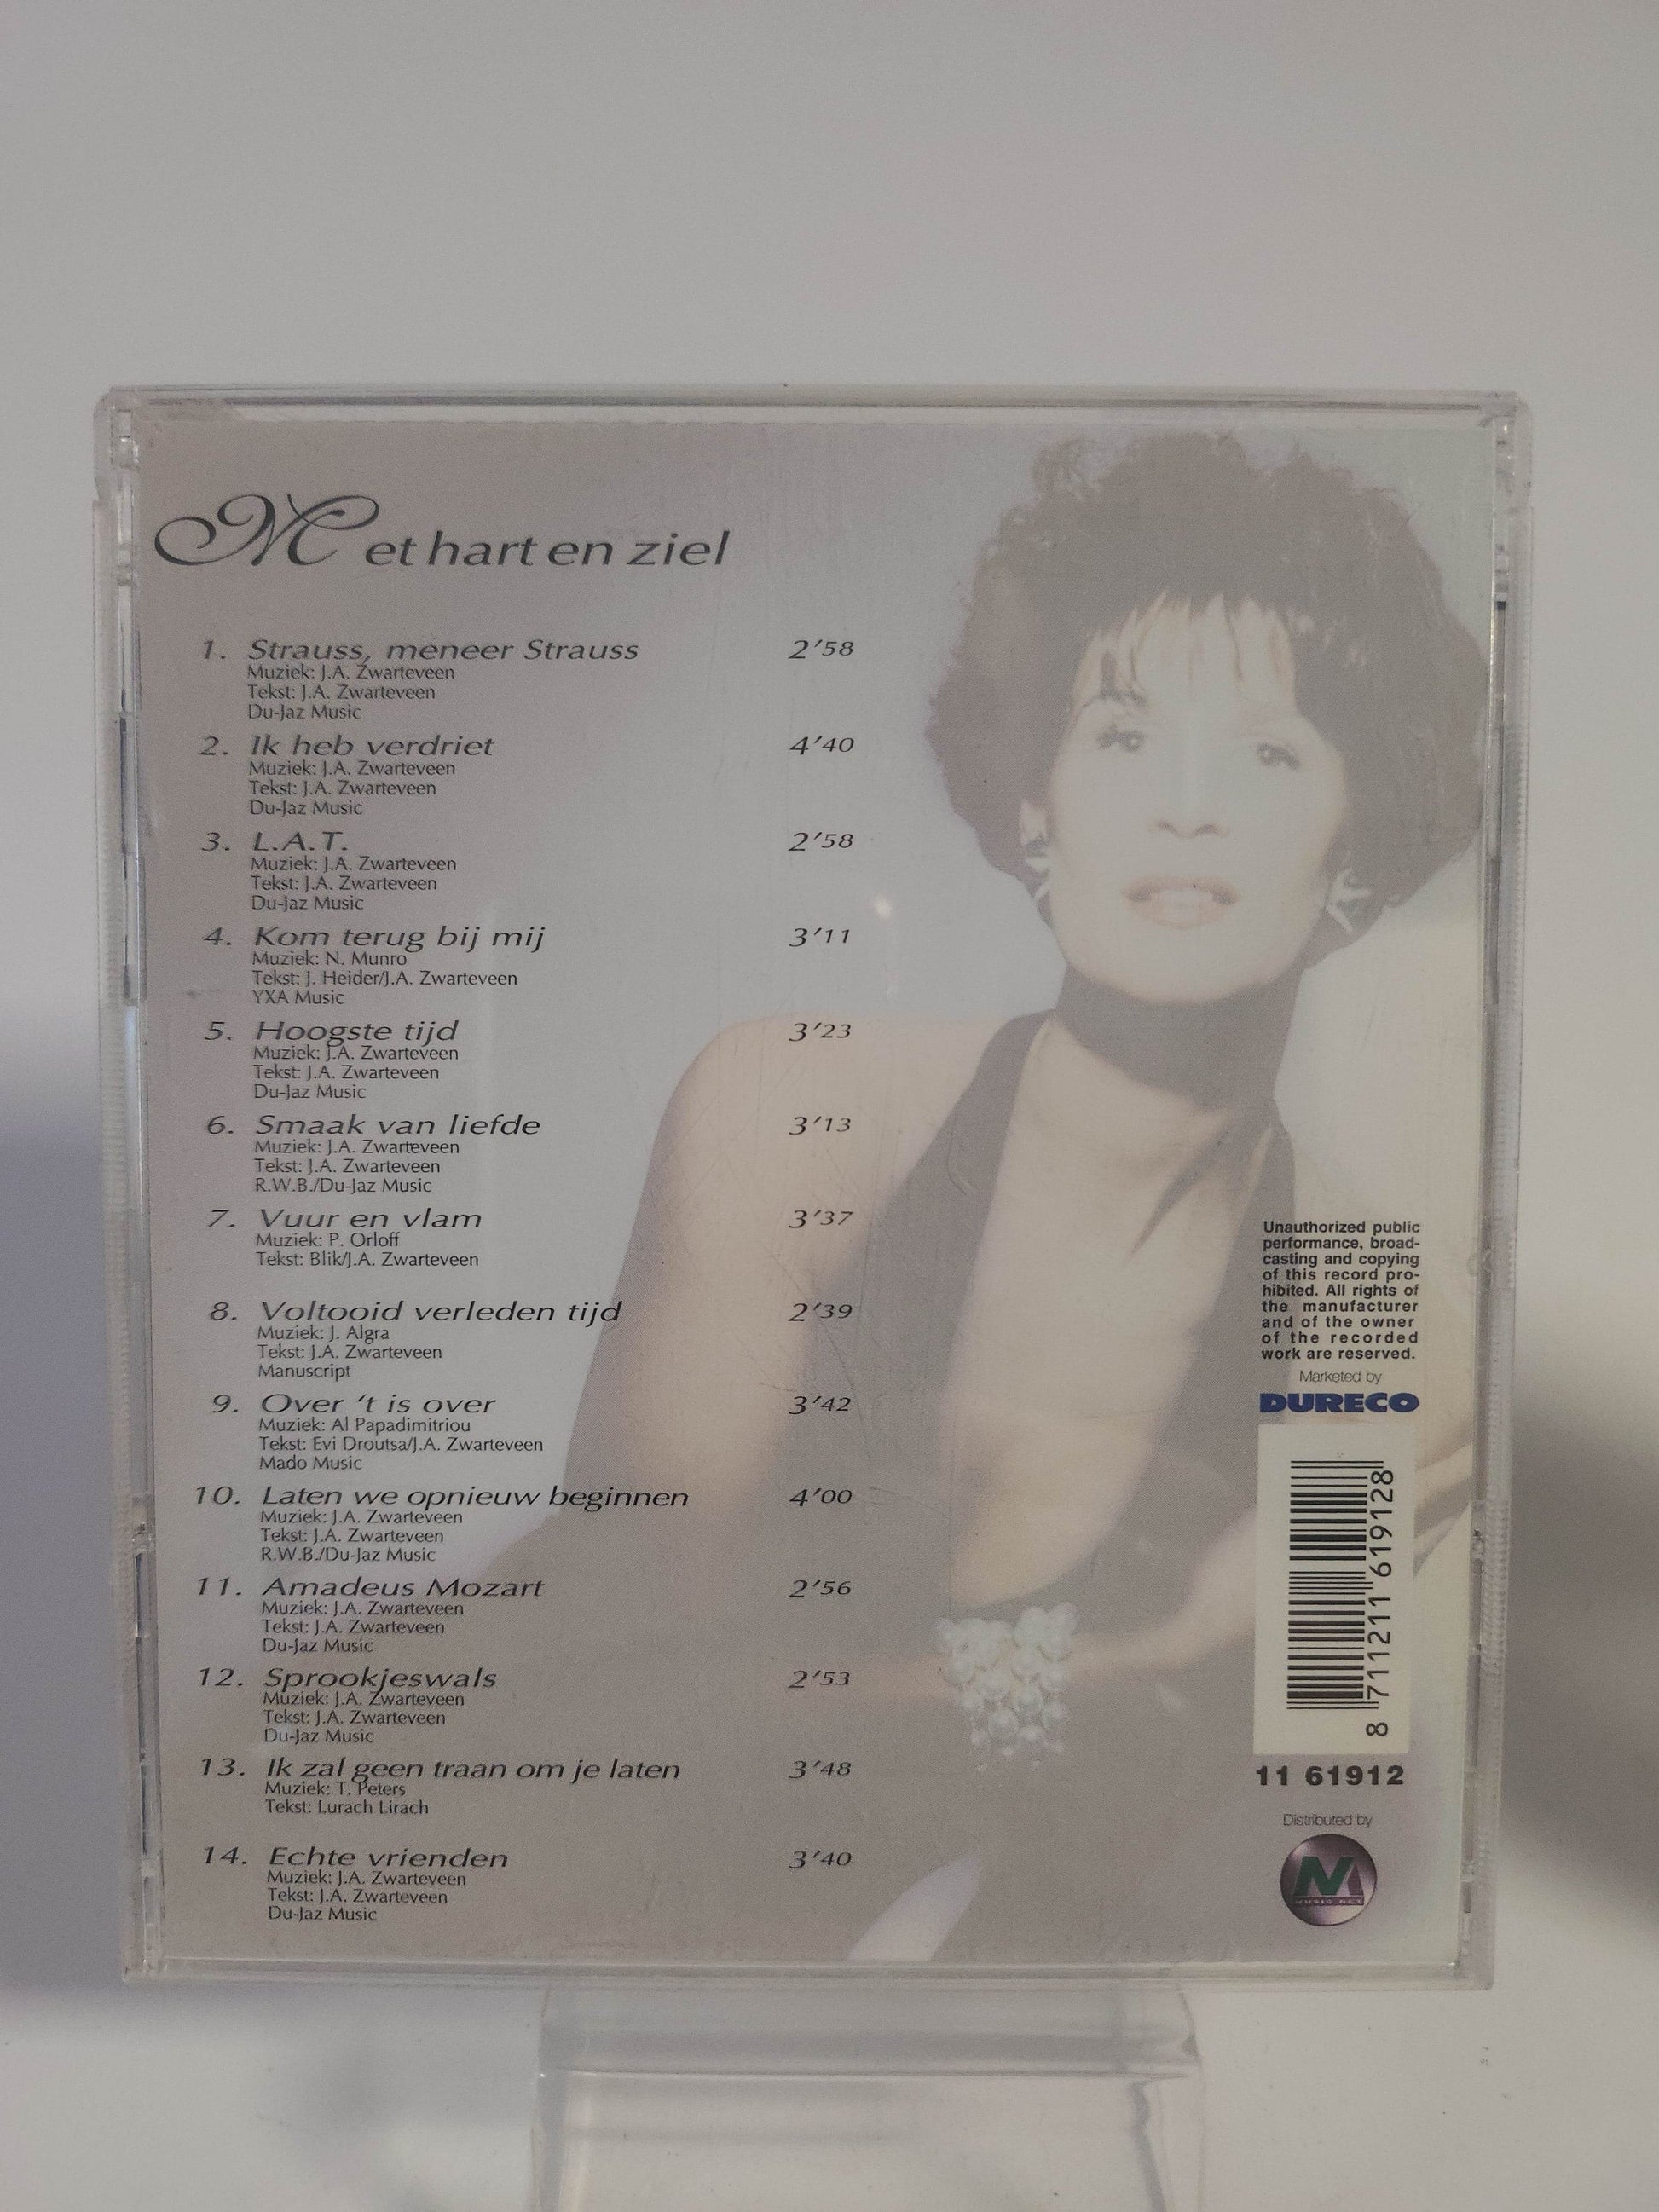 Met hart en ziel
1. Strauss, meneer Strauss 2'58
Muziek: J.A. Zwarteveen
Tekst: J.A. Zwarteveen
Du-Jaz Music
2. Ik heb verdriet 4'40
Muziek: J.A. Zwarteveen
Tekst: J.A. Zwarteveen
Du-Jaz Music
3. L.A.T. 2'58
Muziek: J.A. Zwarteveen
Tekst: J.A. Zwarteveen
Du-Jaz Music
4. Kom terug bij mij 3'11
Muziek: N. Munro
Tekst: J. Heider/J.A. Zwarteveen
YXA Music
5. Hoogste tijd 3'23
Muziek: J.A. Zwarteveen
Tekst: J.A. Zwarteveen
Du-Jaz Music
6. Smaak van liefde 3'13
Muziek: J.A. Zwarteveen
Tekst: J.A. Zwarteveen
R.W.B./Du-Jaz Music
7. Vuur en vlam 3'37
Muziek: P. Orloff
Tekst: Blik/J.A. Zwarteveen
8. Voltooid verleden tijd 2'39
Muziek: J. Algra
Tekst: J.A. Zwarteveen
Manuscript
9. Over 't is over 3'42
Muziek: Al Papadimitriou
Tekst: Evi Droutsa/J.A. Zwarteveen
Mado Music
10. Laten we opnieuw beginnen 4'00
Muziek: J.A. Zwarteveen
Tekst: J.A. Zwarteveen
R.W.B./Du-Jaz Music
11. Amadeus Mozart 2'56
Muziek: J.A. Zwarteveen
Tekst: J.A. Zwarteveen
Du-Jaz Music
12. Sprookjeswals 2'53
Muziek: J.A. Zwarteveen
Tekst: J.A. Zwarteveen
Du-Jaz Music
13. Ik zal geen traan om je laten 3'48
Muziek: T. Peters
Tekst: Lurach Lirach
14. Echte vrienden 3'40
Muziek: J.A. Zwarteveen
Tekst: J.A. Zwarteveen
Du-Jaz Music
Unauthorized public
performance, broad-
casting and copying
of this record pro-
hibited. All rights of
the manufacturer
and of the owner
of the recorded
work are reserved.
Marketed by
DURECO
8 711211 619128
11 61912
Distributed by
M
MUSIC NET